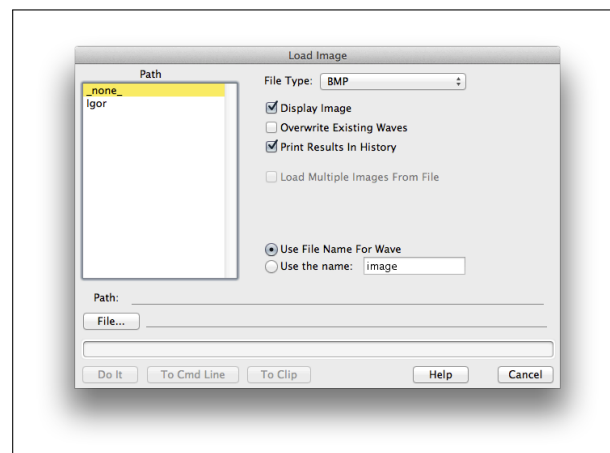 Load Image
Path
_none_
Igor
File Type: BMP
Display Image
Overwrite Existing Waves
Print Results In History
Load Multiple Images From File
Use File Name For Wave
Use the name: image
Path:
File...
Do It To Cmd Line To Clip Help Cancel